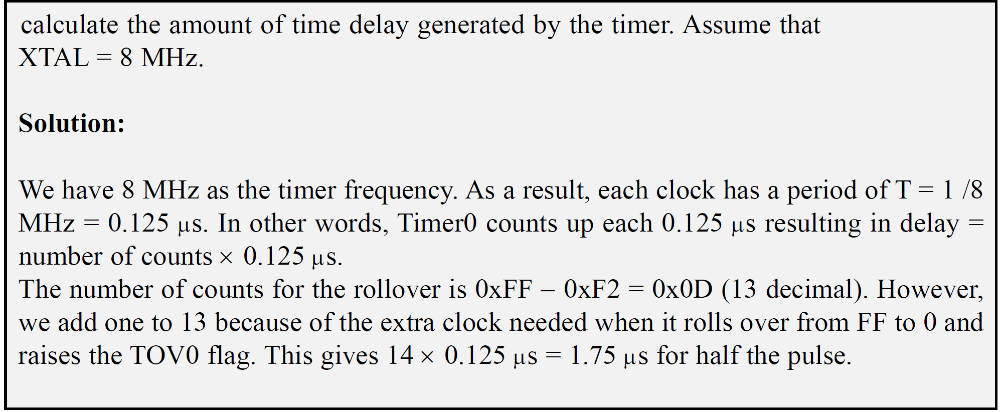 calculate the amount of time delay generated by the timer. Assume that
XTAL = 8 MHz.
Solution:
We have 8 MHz as the timer frequency. As a result, each clock has a period of T = 1 /8
MHz = 0.125 μs. In other words, Timer0 counts up each 0.125 μs resulting in delay =
number of counts × 0.125 μs.
The number of counts for the rollover is 0xFF – 0xF2 = 0x0D (13 decimal). However,
we add one to 13 because of the extra clock needed when it rolls over from FF to 0 and
raises the TOV0 flag. This gives 14 × 0.125 μs = 1.75 μs for half the pulse.